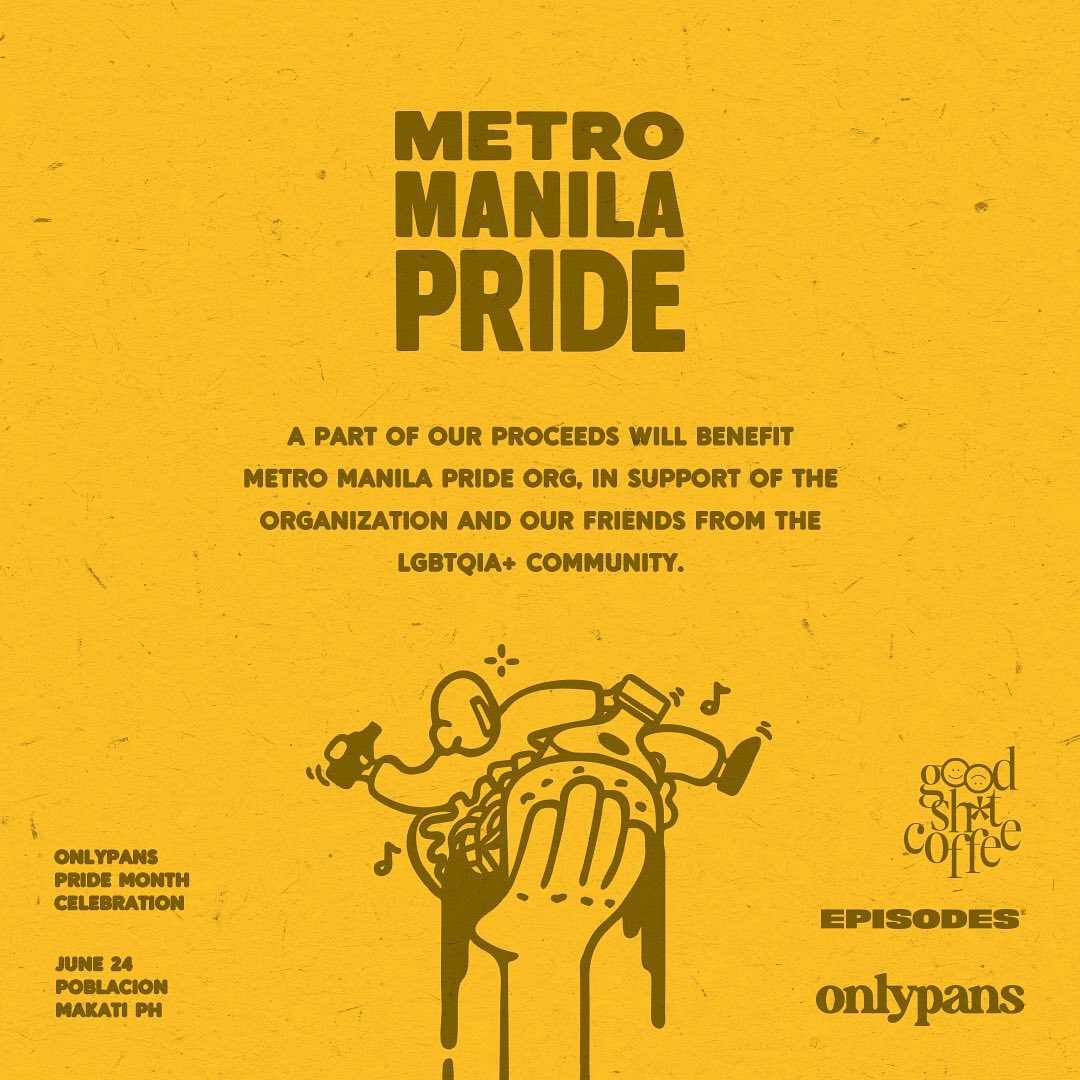 METRO
MANILA
PRIDE
A PART OF OUR PROCEEDS WILL BENEFIT
METRO MANILA PRIDE ORG, IN SUPPORT OF THE
ORGANIZATION AND OUR FRIENDS FROM THE
LGBTQIA+ COMMUNITY.
ONLYPANS
PRIDE MONTH
CELEBRATION
JUNE 24
POBLACION
MAKATI PH
good
sh*t
coffee
EPISODES®
onlypans